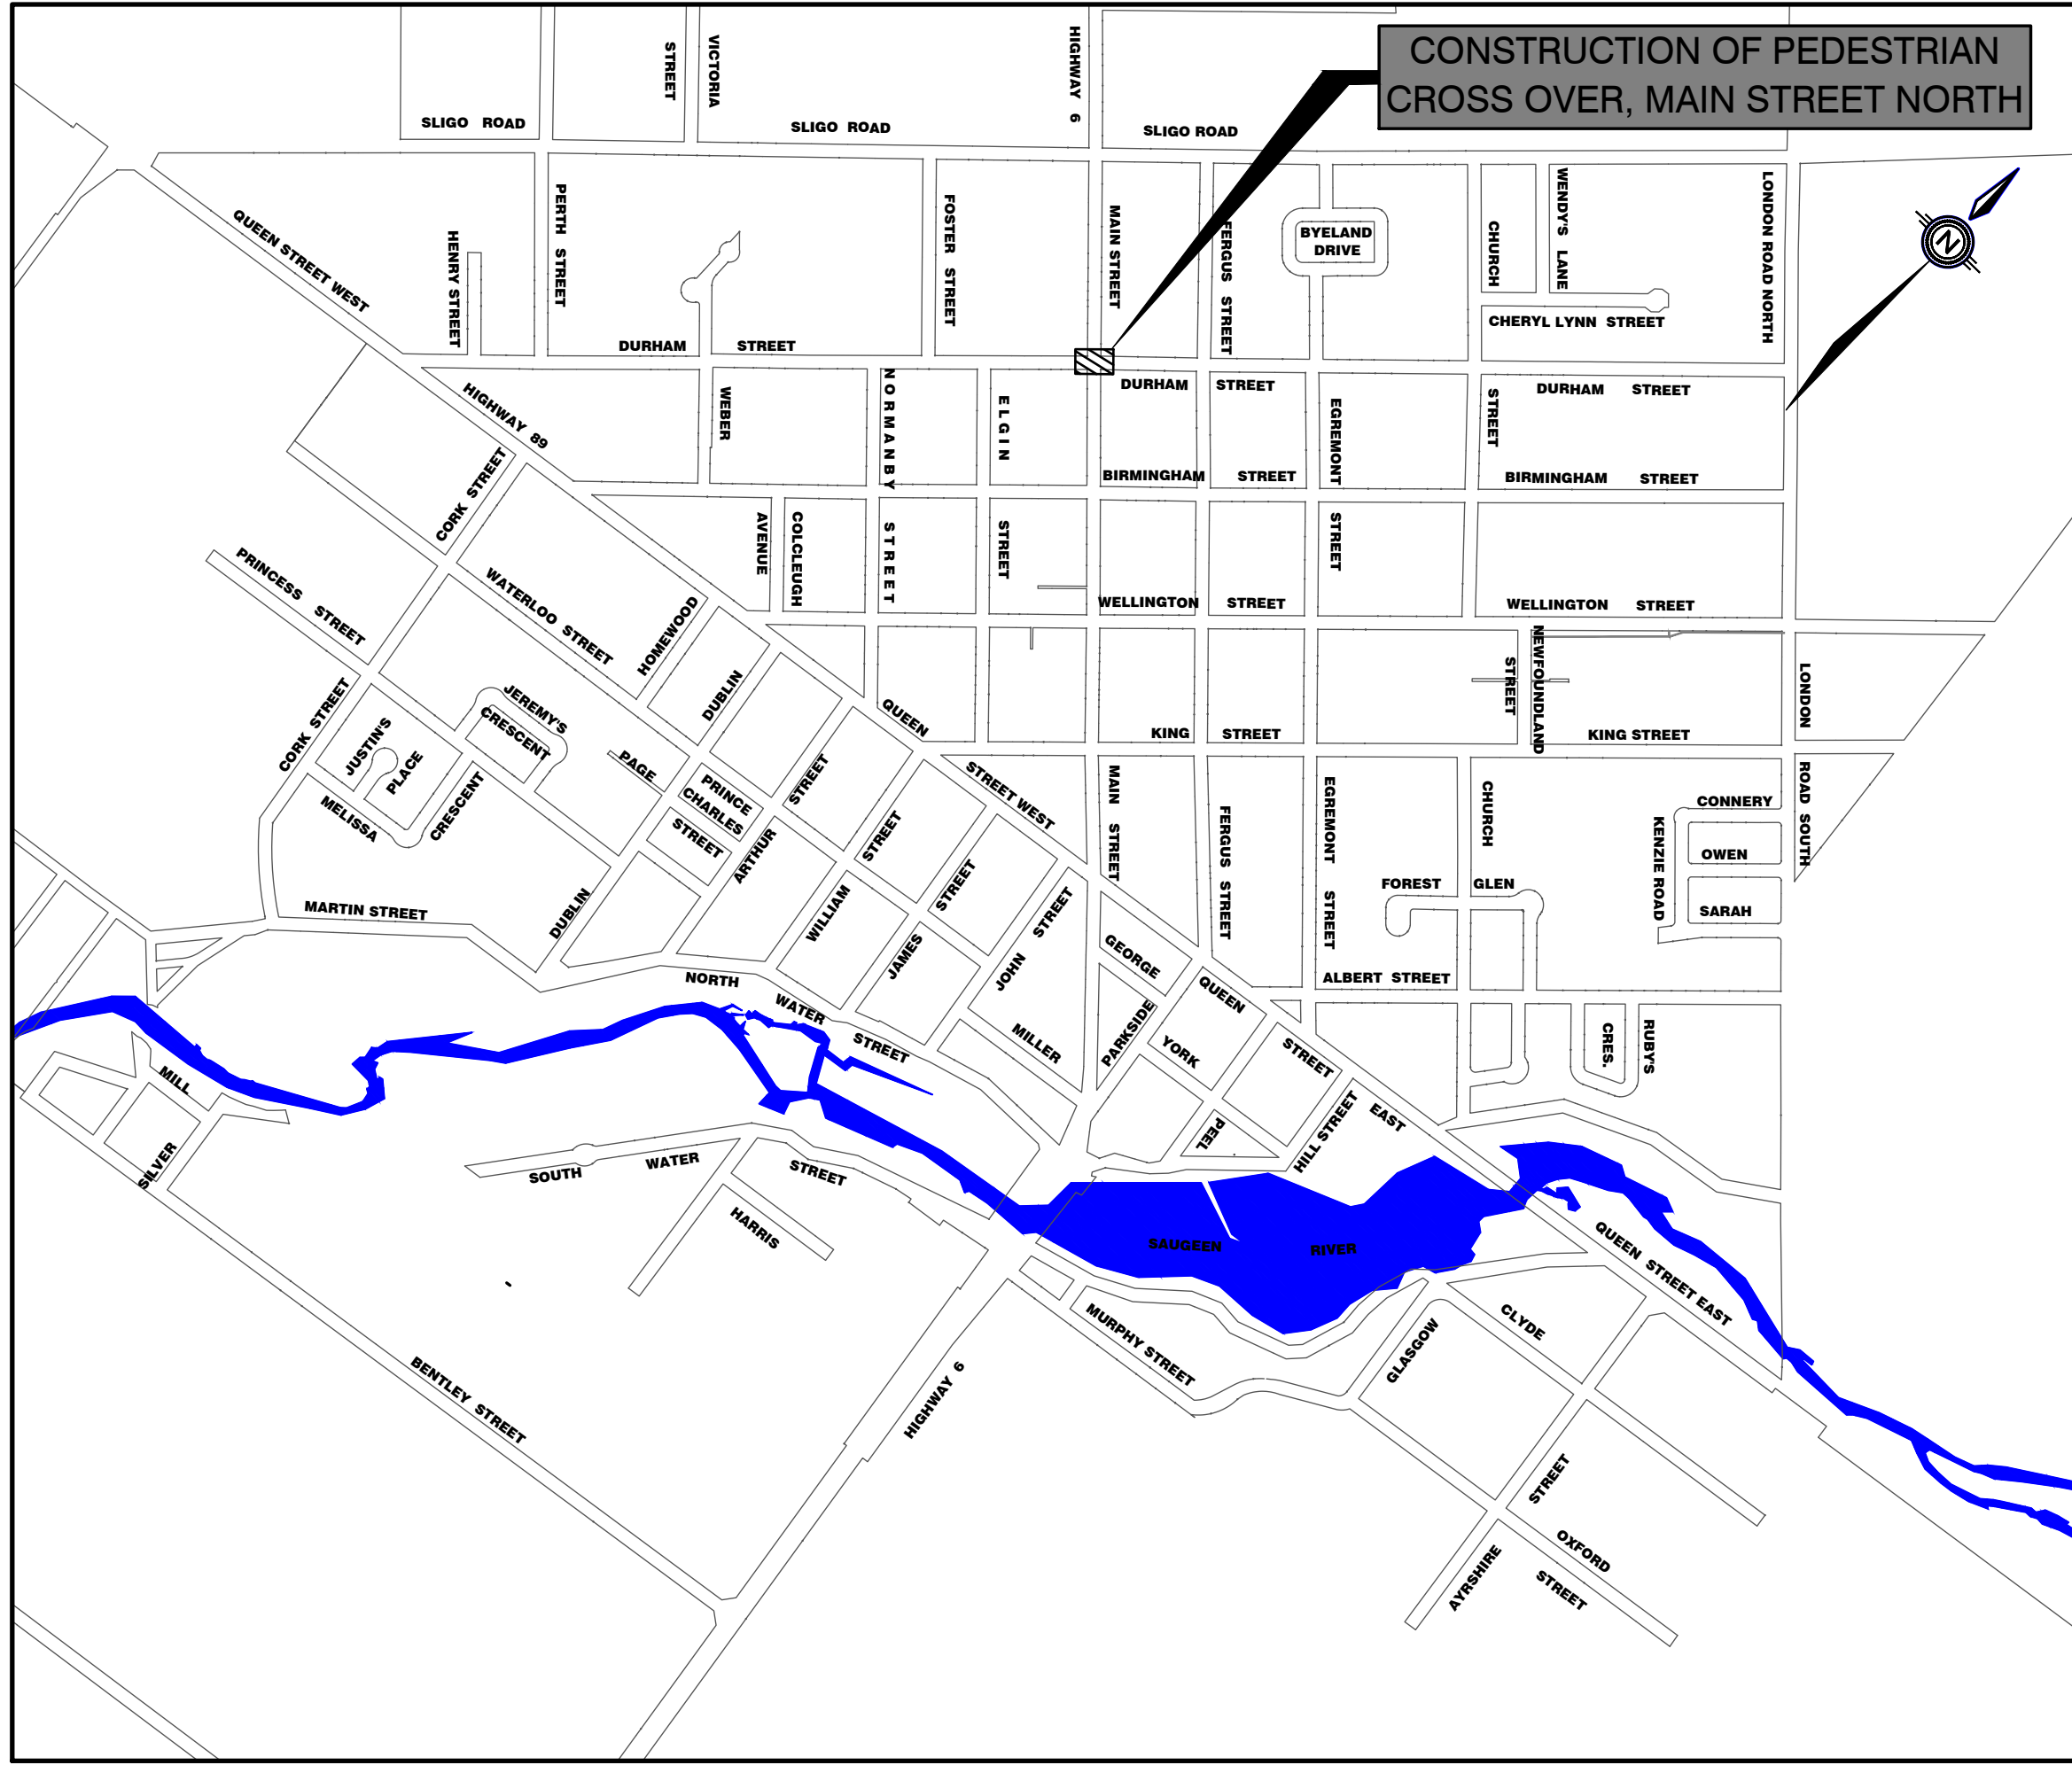 CONSTRUCTION OF PEDESTRIAN
CROSS OVER, MAIN STREET NORTH
STREET
VICTORIA
HIGHWAY 6
SLIGO ROAD
SLIGO ROAD
SLIGO ROAD
QUEEN STREET WEST
HENRY STREET
PERTH STREET
FOSTER STREET
MAIN STREET
FERGUS STREET
BYELAND
DRIVE
CHURCH
WENDY'S LANE
LONDON ROAD NORTH
N
CHERYL LYNN STREET
DURHAM STREET
DURHAM STREET
DURHAM STREET
HIGHWAY 89
WEBER
NORMANBY
ELGIN
EGREMONT
STREET
CORK STREET
BIRMINGHAM STREET
BIRMINGHAM STREET
AVENUE
COLCLEUGH
STREET
STREET
STREET
PRINCESS STREET
WATERLOO STREET
HOMEWOOD
WELLINGTON STREET
WELLINGTON STREET
NEWFOUNDLAND
STREET
LONDON
CORK STREET
JUSTIN'S
PLACE
JEREMY'S
CRESCENT
DUBLIN
QUEEN
STREET WEST
KING STREET
KING STREET
MELISSA
CRESCENT
PAGE
PRINCE
CHARLES
STREET
STREET
ARTHUR
STREET
STREET
MAIN STREET
FERGUS STREET
EGREMONT STREET
CHURCH
KENZIE ROAD
CONNERY
OWEN
SARAH
ROAD SOUTH
FOREST GLEN
MARTIN STREET
DUBLIN
WILLIAM
JAMES
JOHN STREET
GEORGE
ALBERT STREET
NORTH
WATER
STREET
MILLER
PARKSIDE
YORK
QUEEN
STREET
EAST
CRES.
RUBY'S
PEEL
HILL STREET
MILL
SILVER
SOUTH WATER STREET
HARRIS
SAUGEEN RIVER
QUEEN STREET EAST
MURPHY STREET
GLASGOW
CLYDE
BENTLEY STREET
HIGHWAY 6
STREET
OXFORD
STREET
AYRSHIRE